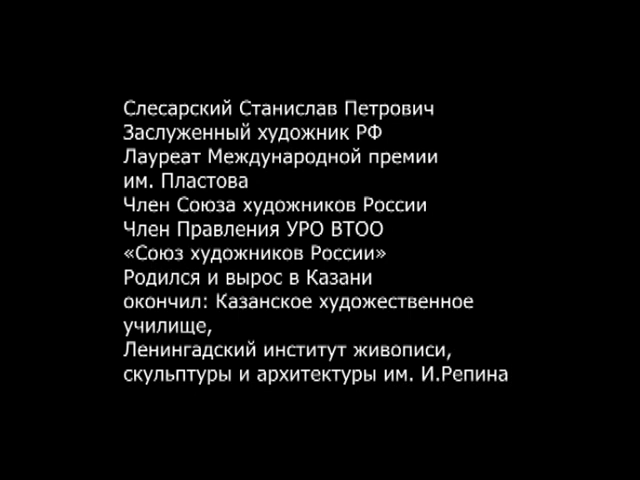 Слесарский Станислав Петрович
Заслуженный художник РФ
Лауреат Международной премии
им. Пластова
Член Союза художников России
Член Правления УРО ВТОО
«Союз художников России»
Родился и вырос в Казани
окончил: Казанское художественное
училище,
Ленингадский институт живописи,
скульптуры и архитектуры им. И.Репина